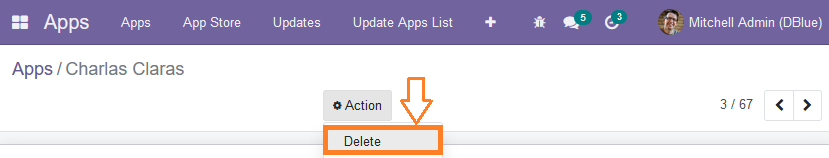 Apps Apps App Store Updates Update Apps List 5 3 Mitchell Admin (DBlue)
Apps / Charlas Claras
Action 3 / 67
Delete